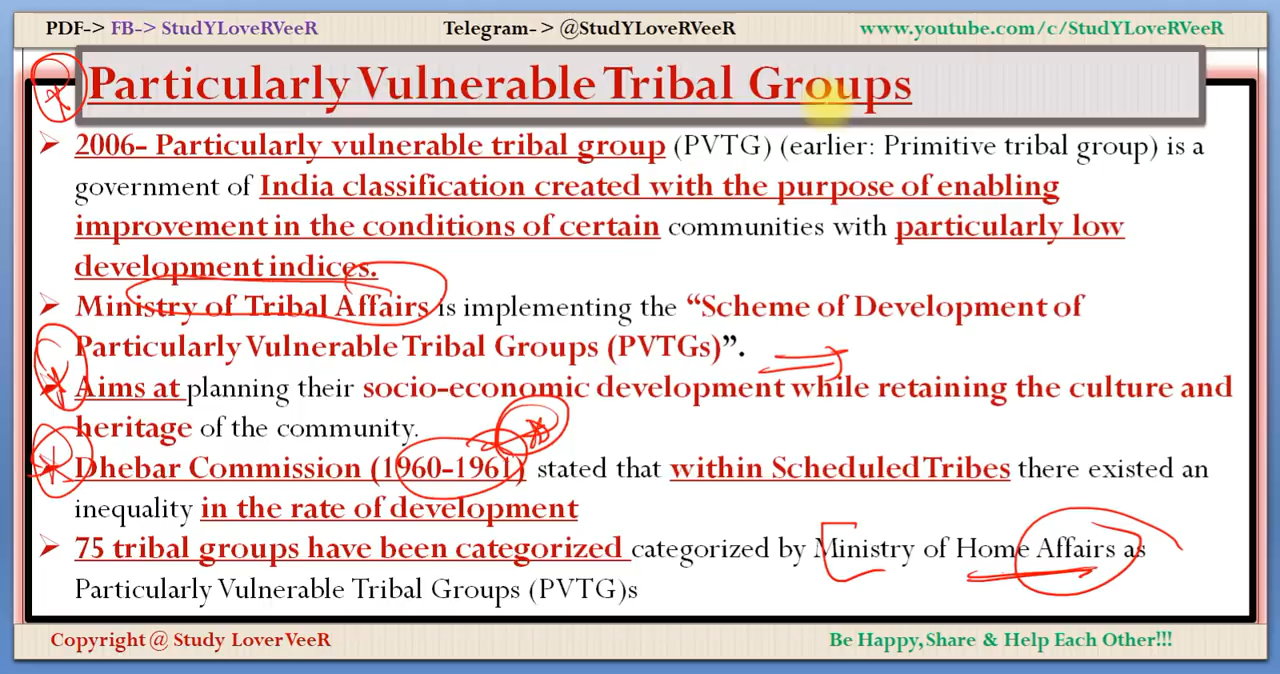 PDF-> FB-> StudYLoveRVeeR Telegram- > @StudYLoveRVeeR www.youtube.com/c/StudYLoveRVeeR
Particularly Vulnerable Tribal Groups
➢ 2006- Particularly vulnerable tribal group (PVTG) (earlier: Primitive tribal group) is a
government of India classification created with the purpose of enabling
improvement in the conditions of certain communities with particularly low
development indices.
➢ Ministry of Tribal Affairs is implementing the “Scheme of Development of
Particularly Vulnerable Tribal Groups (PVTGs)”.
Aims at planning their socio-economic development while retaining the culture and
heritage of the community.
Dhebar Commission (1960-1961) stated that within Scheduled Tribes there existed an
inequality in the rate of development
➢ 75 tribal groups have been categorized categorized by Ministry of Home Affairs as
Particularly Vulnerable Tribal Groups (PVTG)s
Copyright @ Study LoverVeeR Be Happy,Share & Help Each Other!!!